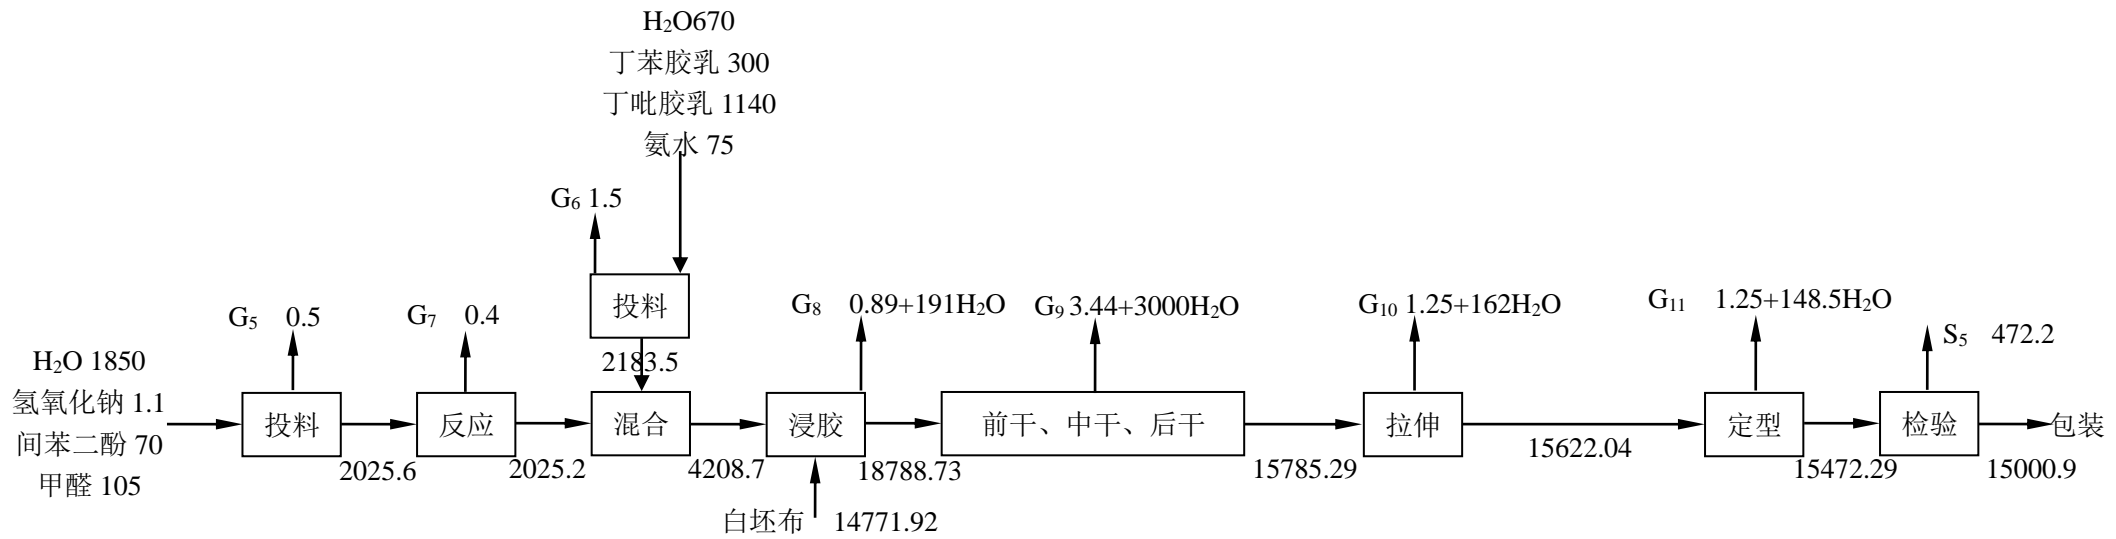 H₂O670
丁苯胶乳 300
丁吡胶乳 1140
氨水 75
G₆ 1.5
投料
2183.5
H₂O 1850
氢氧化钠 1.1
间苯二酚 70
甲醛 105
G₅ 0.5
投料
2025.6
G₇ 0.4
反应
2025.2
混合
4208.7
G₈ 0.89+191H₂O
浸胶
白坯布 14771.92
18788.73
G₉ 3.44+3000H₂O
前干、中干、后干
15785.29
G₁₀ 1.25+162H₂O
拉伸
15622.04
G₁₁ 1.25+148.5H₂O
定型
15472.29
S₅ 472.2
检验
15000.9
包装